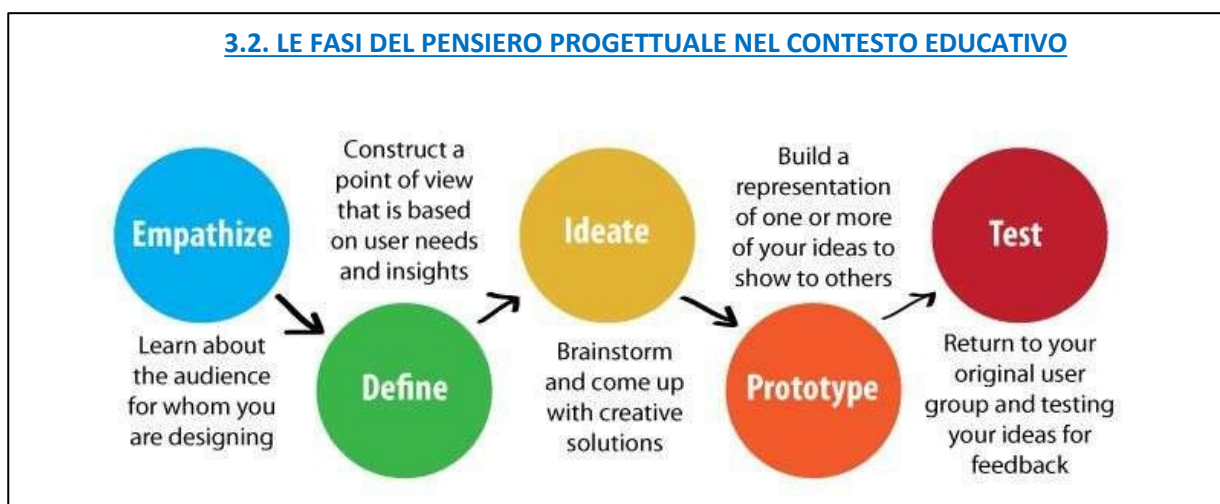 3.2. LE FASI DEL PENSIERO PROGETTUALE NEL CONTESTO EDUCATIVO
Empathize
Learn about
the audience
for whom you
are designing
Construct a
point of view
that is based
on user needs
and insights
Define
Ideate
Brainstorm
and come up
with creative
solutions
Build a
representation
of one or more
of your ideas to
show to others
Prototype
Test
Return to your
original user
group and testing
your ideas for
feedback